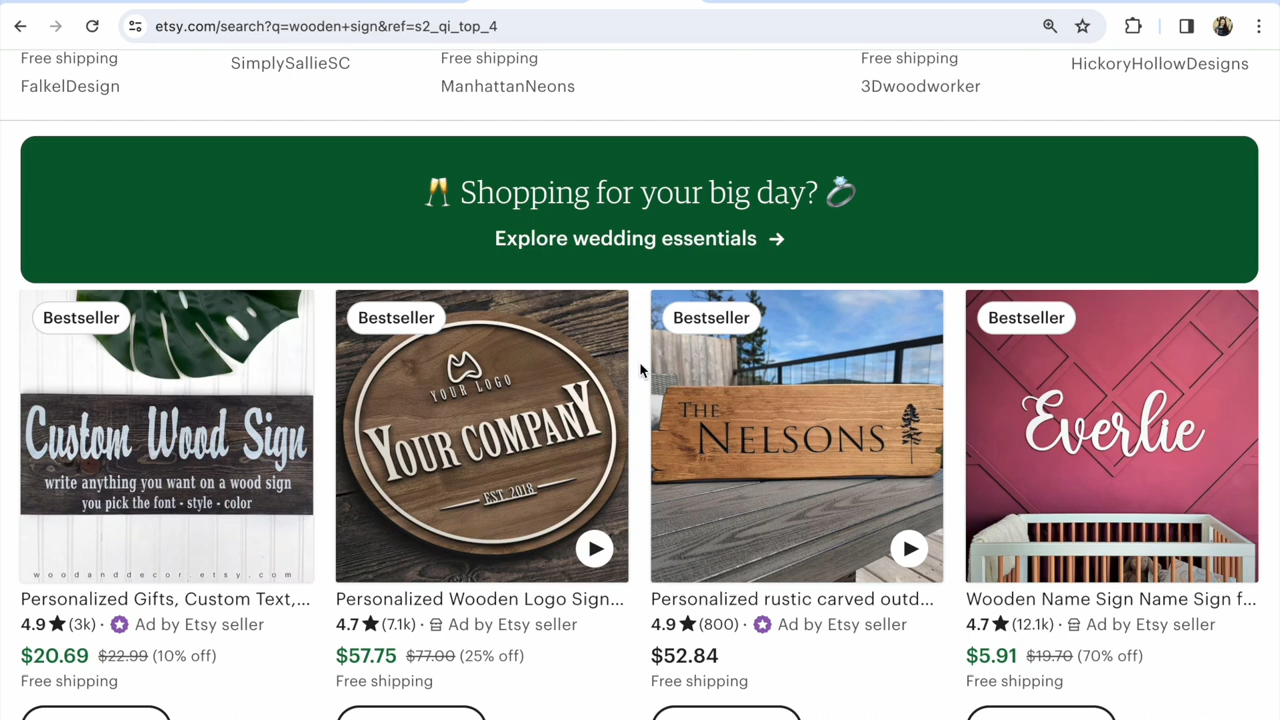 etsy.com/search?q=wooden+sign&ref=s2_qi_top_4
Free shipping
SimplySallieSC
Free shipping
Free shipping
HickoryHollowDesigns
FalkelDesign
ManhattanNeons
3Dwoodworker
🥂 Shopping for your big day? 💍
Explore wedding essentials →
Bestseller
Custom Wood Sign
write anything you want on a wood sign
you pick the font - style - color
woodanddecor.etsy.com
Personalized Gifts, Custom Text,...
4.9★(3k) · Ad by Etsy seller
$20.69 $22.99 (10% off)
Free shipping
Bestseller
YOUR LOGO
YOUR COMPANY
EST 2018
Personalized Wooden Logo Sign...
4.7★(7.1k) · Ad by Etsy seller
$57.75 $77.00 (25% off)
Free shipping
Bestseller
THE
NELSONS
Personalized rustic carved outd...
4.9★(800) · Ad by Etsy seller
$52.84
Free shipping
Bestseller
Everlie
Wooden Name Sign Name Sign f...
4.7★(12.1k) · Ad by Etsy seller
$5.91 $19.70 (70% off)
Free shipping